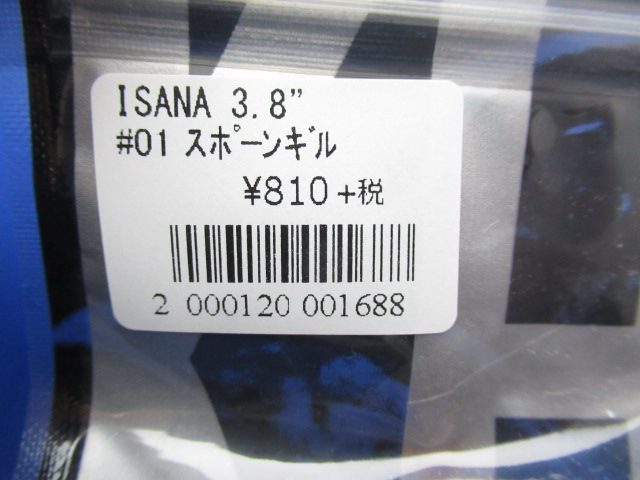 ISANA 3.8"
#01 ｽﾎﾟｰﾝｷﾞﾙ
¥810+税
2 000120 001688